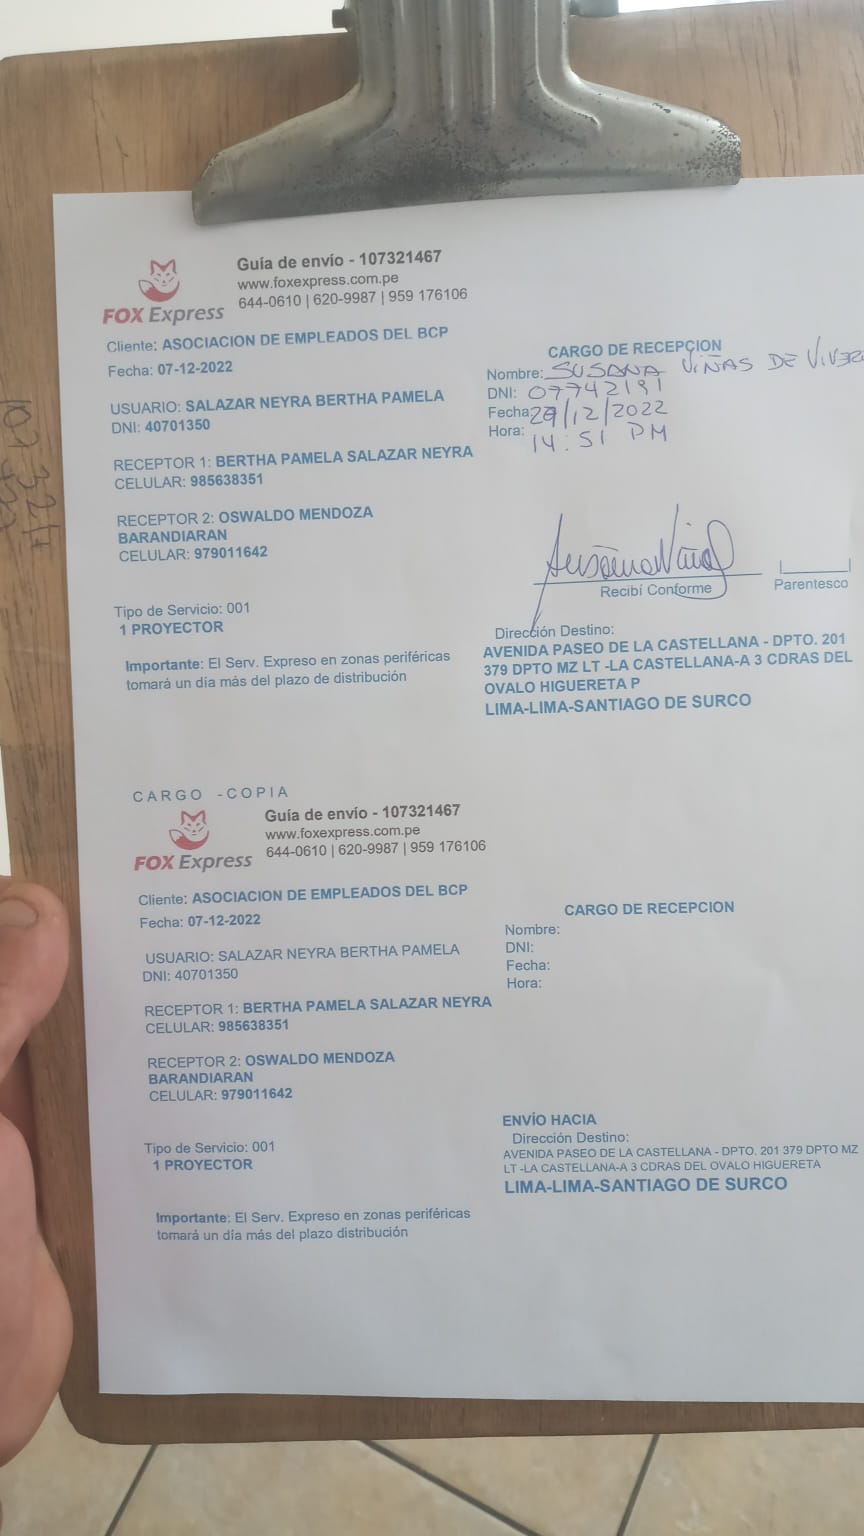 Guía de envío - 107321467
www.foxexpress.com.pe
644-0610 | 620-9987 | 959 176106
FOX Express
Cliente: ASOCIACION DE EMPLEADOS DEL BCP
Fecha: 07-12-2022
USUARIO: SALAZAR NEYRA BERTHA PAMELA
DNI: 40701350
RECEPTOR 1: BERTHA PAMELA SALAZAR NEYRA
CELULAR: 985638351
RECEPTOR 2: OSWALDO MENDOZA
BARANDIARAN
CELULAR: 979011642
Tipo de Servicio: 001
1 PROYECTOR
Importante: El Serv. Expreso en zonas periféricas
tomará un día más del plazo de distribución
CARGO DE RECEPCION
Nombre: SUSANA VIÑAS DE VIVERO
DNI: 07742191
Fecha: 29/12/2022
Hora: 14:51 PM
Recibí Conforme
Parentesco
Dirección Destino:
AVENIDA PASEO DE LA CASTELLANA - DPTO. 201
379 DPTO MZ LT -LA CASTELLANA-A 3 CDRAS DEL
OVALO HIGUERETA P
LIMA-LIMA-SANTIAGO DE SURCO
CARGO -COPIA
Guía de envío - 107321467
www.foxexpress.com.pe
644-0610 | 620-9987 | 959 176106
FOX Express
Cliente: ASOCIACION DE EMPLEADOS DEL BCP
Fecha: 07-12-2022
USUARIO: SALAZAR NEYRA BERTHA PAMELA
DNI: 40701350
RECEPTOR 1: BERTHA PAMELA SALAZAR NEYRA
CELULAR: 985638351
RECEPTOR 2: OSWALDO MENDOZA
BARANDIARAN
CELULAR: 979011642
Tipo de Servicio: 001
1 PROYECTOR
Importante: El Serv. Expreso en zonas periféricas
tomará un día más del plazo distribución
CARGO DE RECEPCION
Nombre:
DNI:
Fecha:
Hora:
ENVÍO HACIA
Dirección Destino:
AVENIDA PASEO DE LA CASTELLANA - DPTO. 201 379 DPTO MZ
LT -LA CASTELLANA-A 3 CDRAS DEL OVALO HIGUERETA
LIMA-LIMA-SANTIAGO DE SURCO